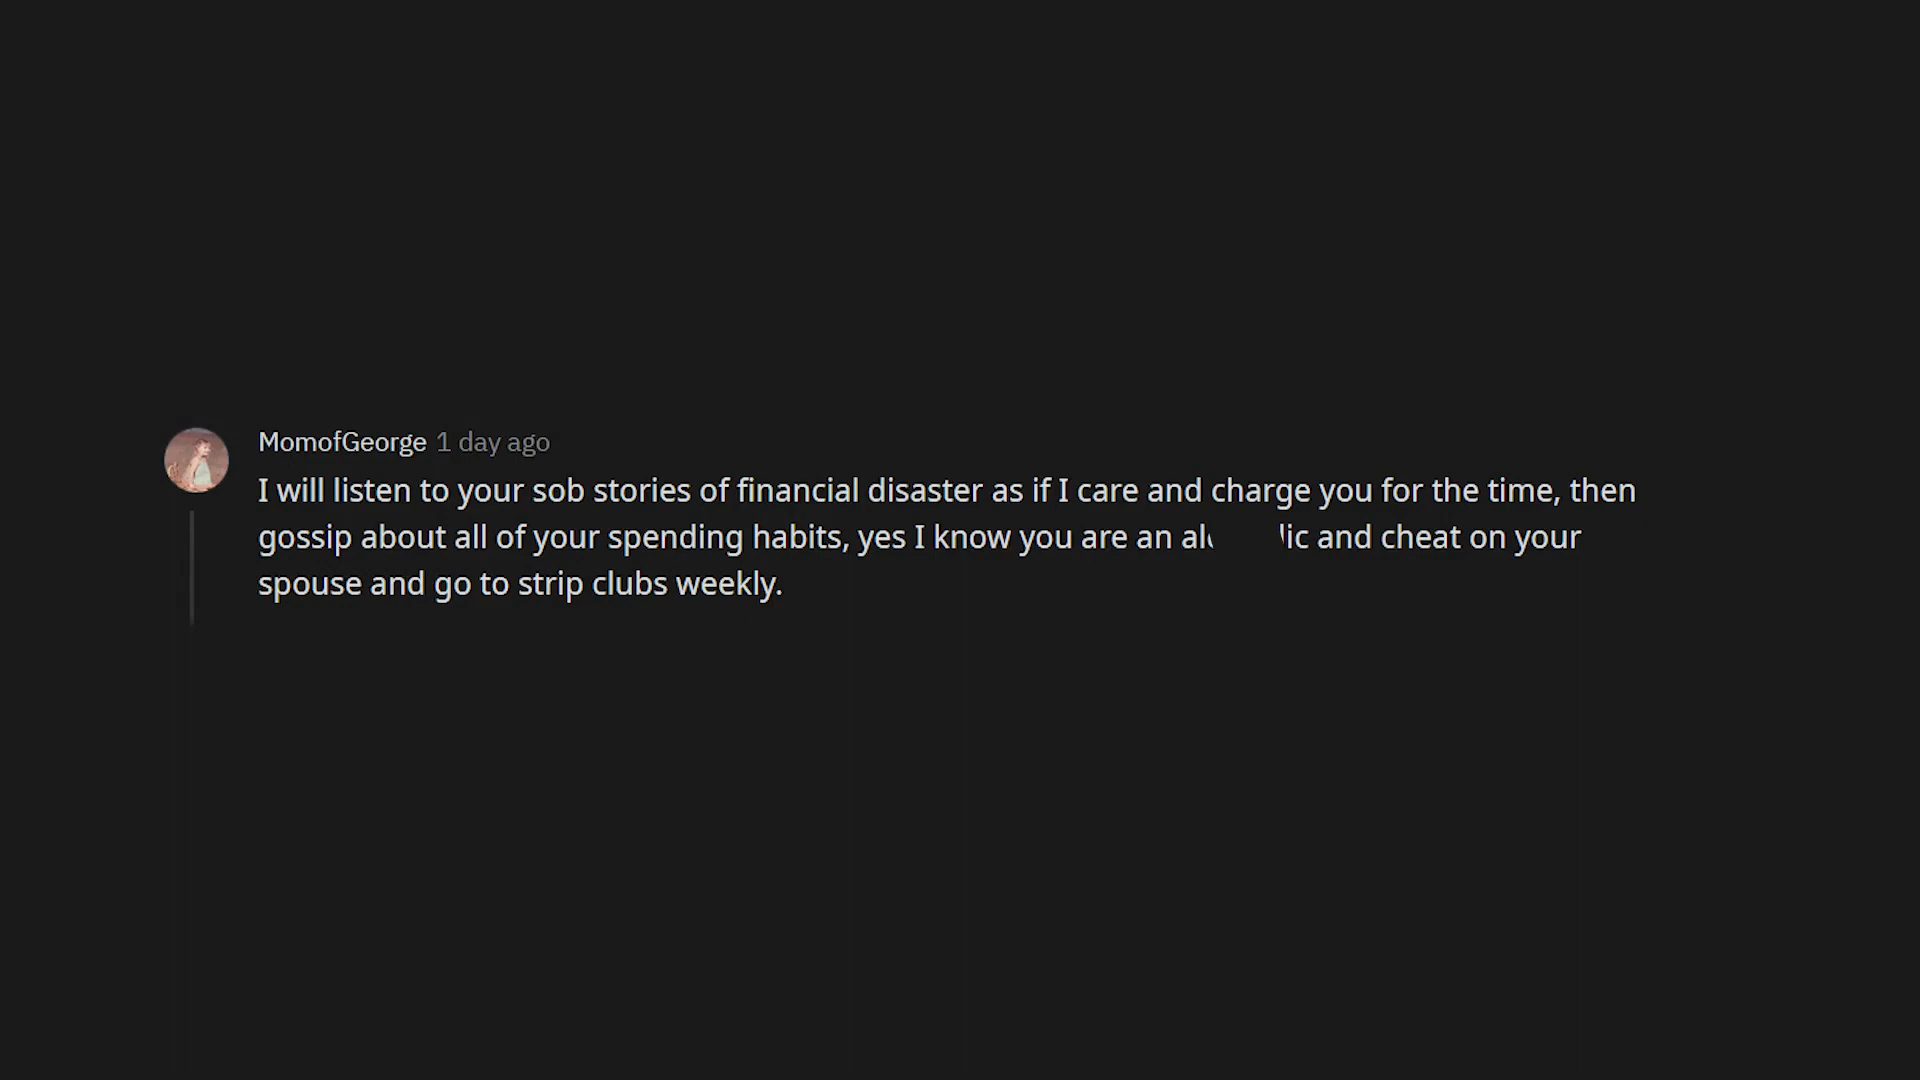 MomofGeorge 1 day ago
I will listen to your sob stories of financial disaster as if I care and charge you for the time, then
gossip about all of your spending habits, yes I know you are an and cheat on your
spouse and go to strip clubs weekly.